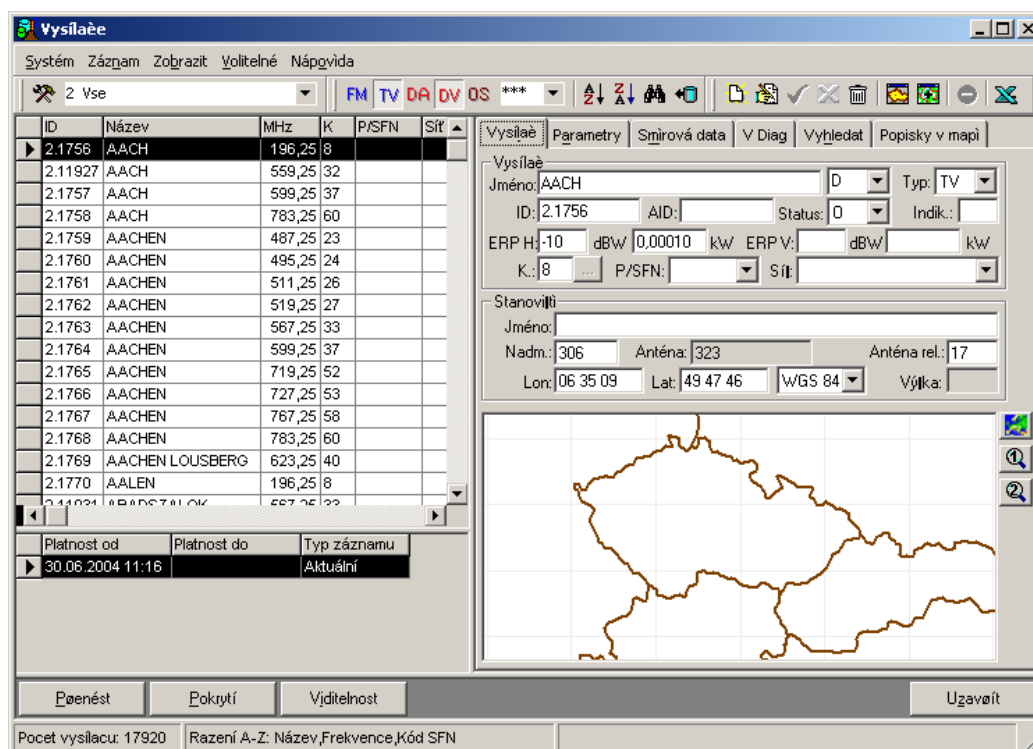 Vysílaèe
Systém Záznam Zobrazit Volitelné Nápovìda
2 Vse FM TV DA DV OS ***
ID Název MHz K P/SFN Síť
2.1756 AACH 196,25 8
2.11927 AACH 559,25 32
2.1757 AACH 599,25 37
2.1758 AACH 783,25 60
2.1759 AACHEN 487,25 23
2.1760 AACHEN 495,25 24
2.1761 AACHEN 511,25 26
2.1762 AACHEN 519,25 27
2.1763 AACHEN 567,25 33
2.1764 AACHEN 599,25 37
2.1765 AACHEN 719,25 52
2.1766 AACHEN 727,25 53
2.1767 AACHEN 767,25 58
2.1768 AACHEN 783,25 60
2.1769 AACHEN LOUSBERG 623,25 40
2.1770 AALEN 196,25 8
Platnost od Platnost do Typ záznamu
30.06.2004 11:16 Aktuální
Vysílaè Parametry Smìrová data V Diag Vyhledat Popisky v mapì
Vysílaè
Jméno: AACH D Typ: TV
ID: 2.1756 AID: Status: O Indik.:
ERP H: -10 dBW 0,00010 kW ERP V: dBW kW
K.: 8 ... P/SFN:
Jméno:
Nadm.: 306 Anténa: 323 Anténa rel.: 17
Lon: 06 35 09 Lat: 49 47 46 WGS 84
1
2
Pøenést Pokrytí Viditelnost Uzavøít
Pocet vysílacu: 17920 Razení A-Z: Název,Frekvence,Kód SFN